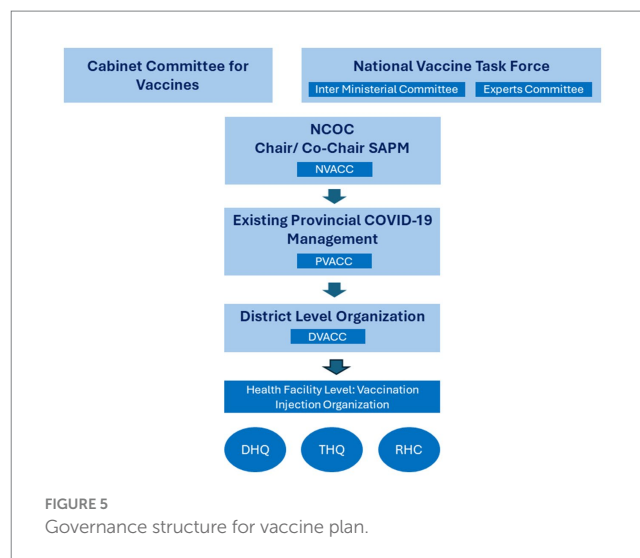 Cabinet Committee for
Vaccines
National Vaccine Task Force
Inter Ministerial Committee
Experts Committee
NCOC
Chair/ Co-Chair SAPM
NVACC
Existing Provincial COVID-19
Management
PVACC
District Level Organization
DVACC
Health Facility Level: Vaccination
Injection Organization
DHQ
THQ
RHC
FIGURE 5
Governance structure for vaccine plan.